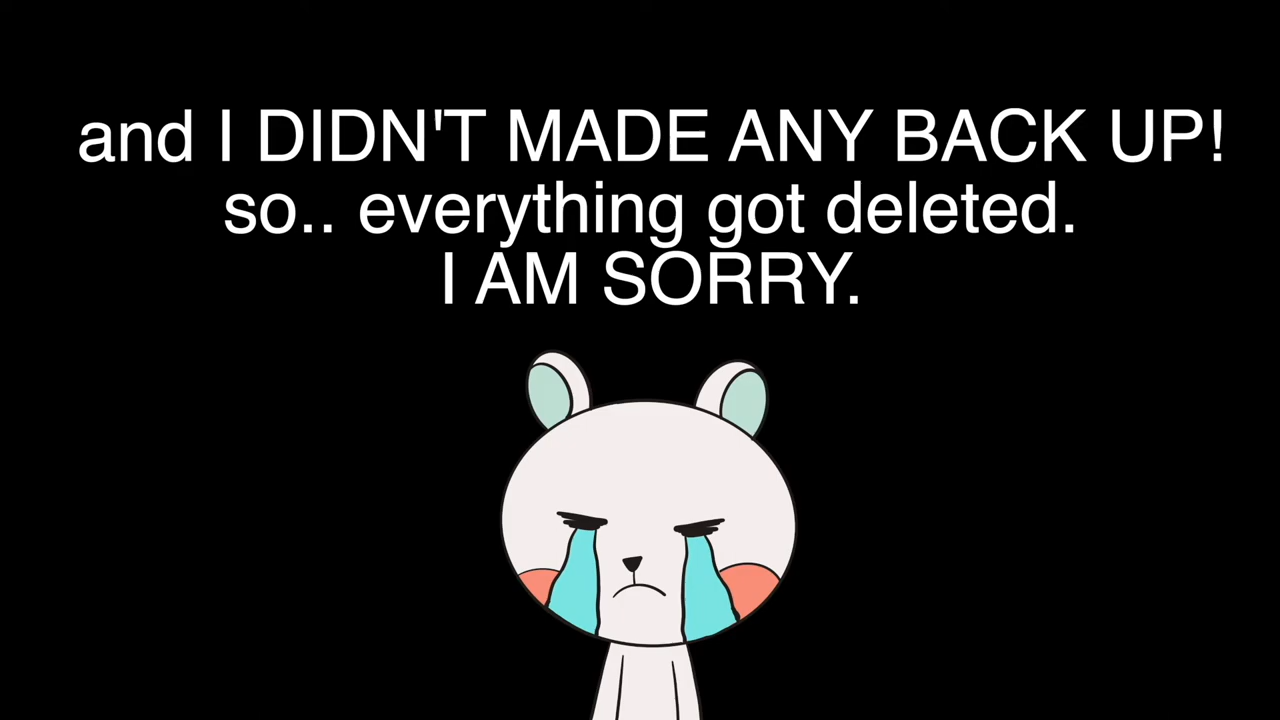 and I DIDN'T MADE ANY BACK UP!
so.. everything got deleted.
I AM SORRY.